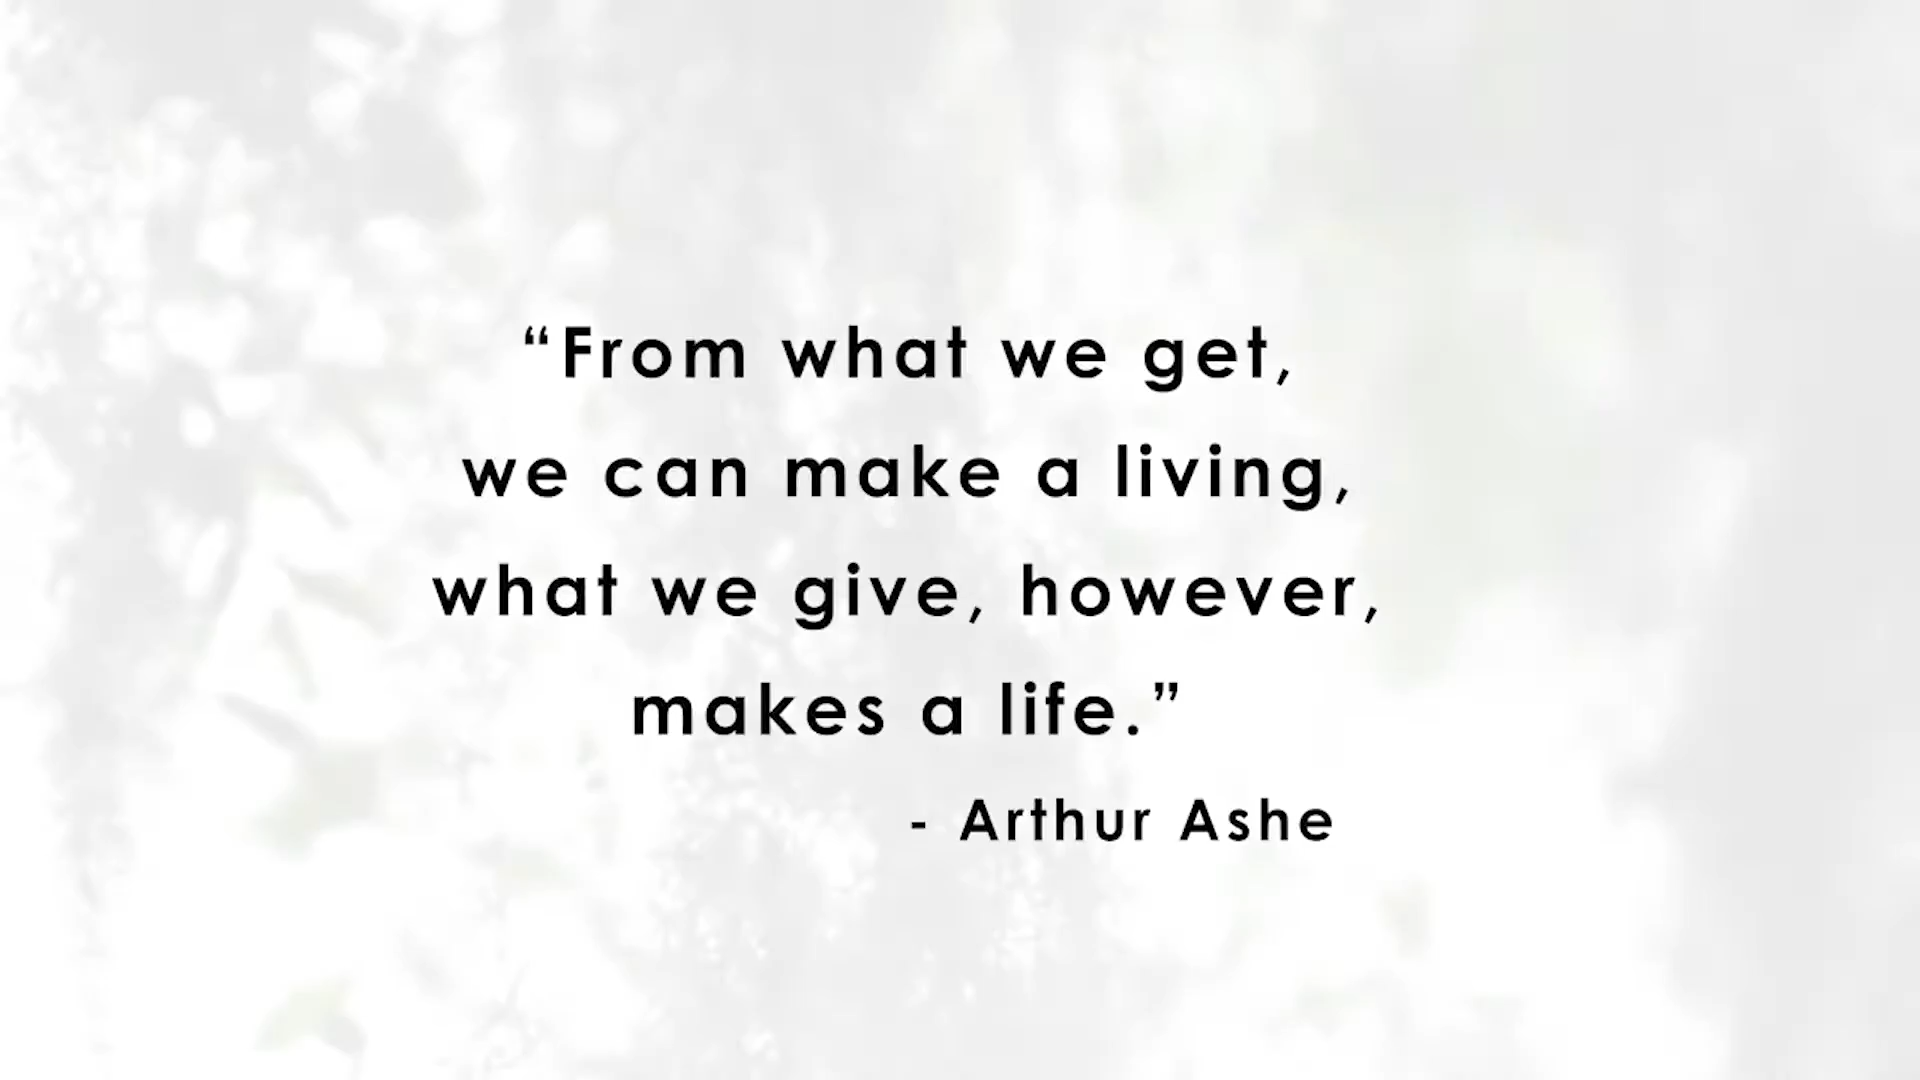 “From what we get,
we can make a living,
what we give, however,
makes a life.”
- Arthur Ashe